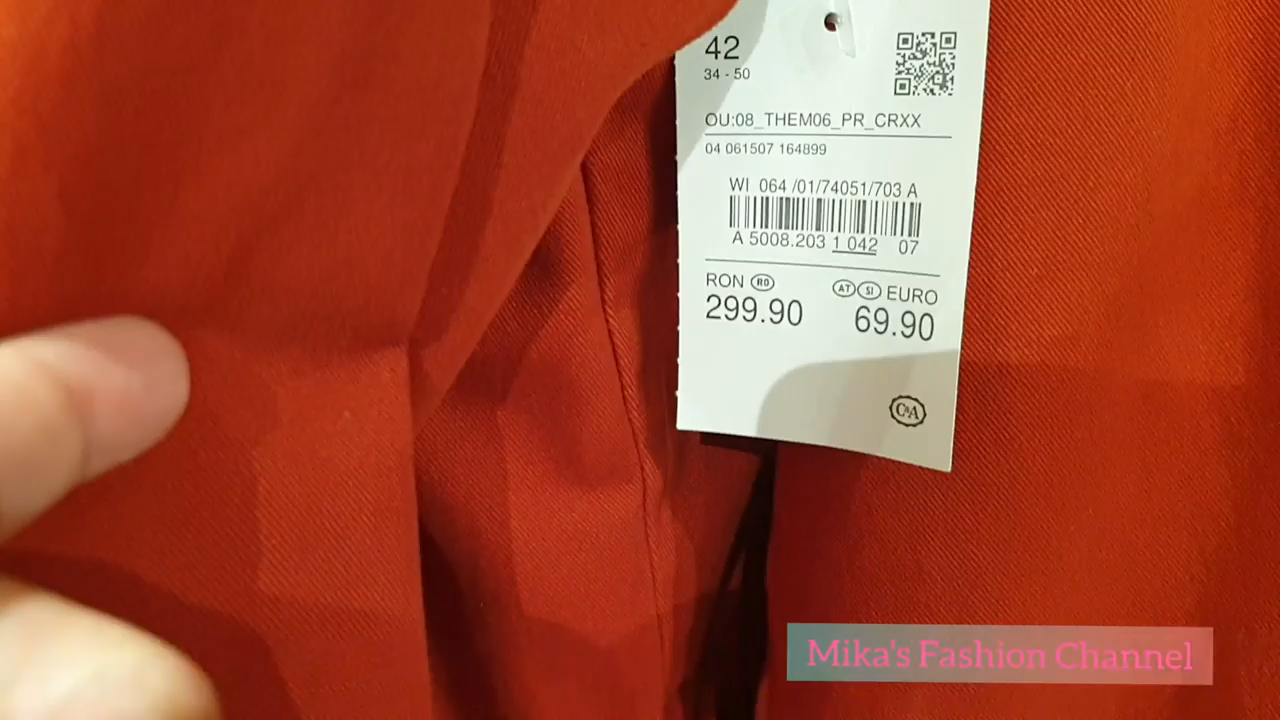 42
34 - 50
OU:08_THEM06_PR_CRXX
04 061507 164899
WI 064 /01/74051/703 A
A 5008.203 1 042 07
RON RO
299.90
AT SI EURO
69.90
C&A
Mika's Fashion Channel